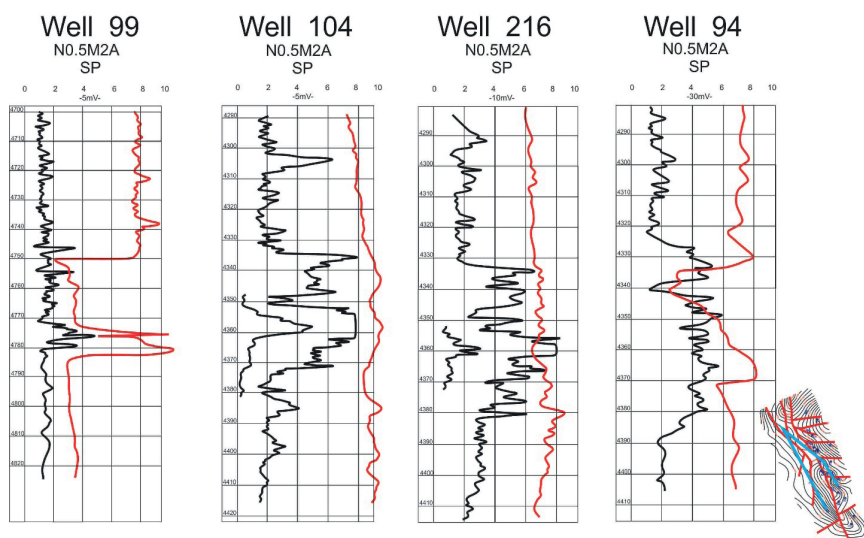 Well 99
N0.5M2A
SP
0 2 4 6 8 10
-5mV-
4700
4710
4720
4730
4740
4750
4760
4770
4780
4790
4800
4810
4820
Well 104
N0.5M2A
SP
0 2 4 6 8 10
-5mV-
4290
4300
4310
4320
4330
4340
4350
4360
4370
4380
4390
4400
4410
4420
Well 216
N0.5M2A
SP
0 2 4 6 8 10
-10mV-
4290
4300
4310
4320
4330
4340
4350
4360
4370
4380
4390
4400
4410
Well 94
N0.5M2A
SP
0 2 4 6 8 10
-30mV-
4290
4300
4310
4320
4330
4340
4350
4360
4370
4380
4390
4400
4410